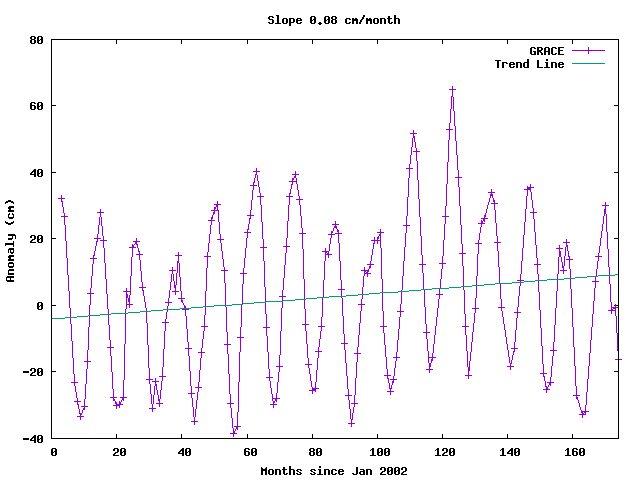 Slope 0.08 cm/month
80
60
40
20
0
-20
-40
Anomaly (cm)
GRACE
Trend Line
0 20 40 60 80 100 120 140 160
Months since Jan 2002